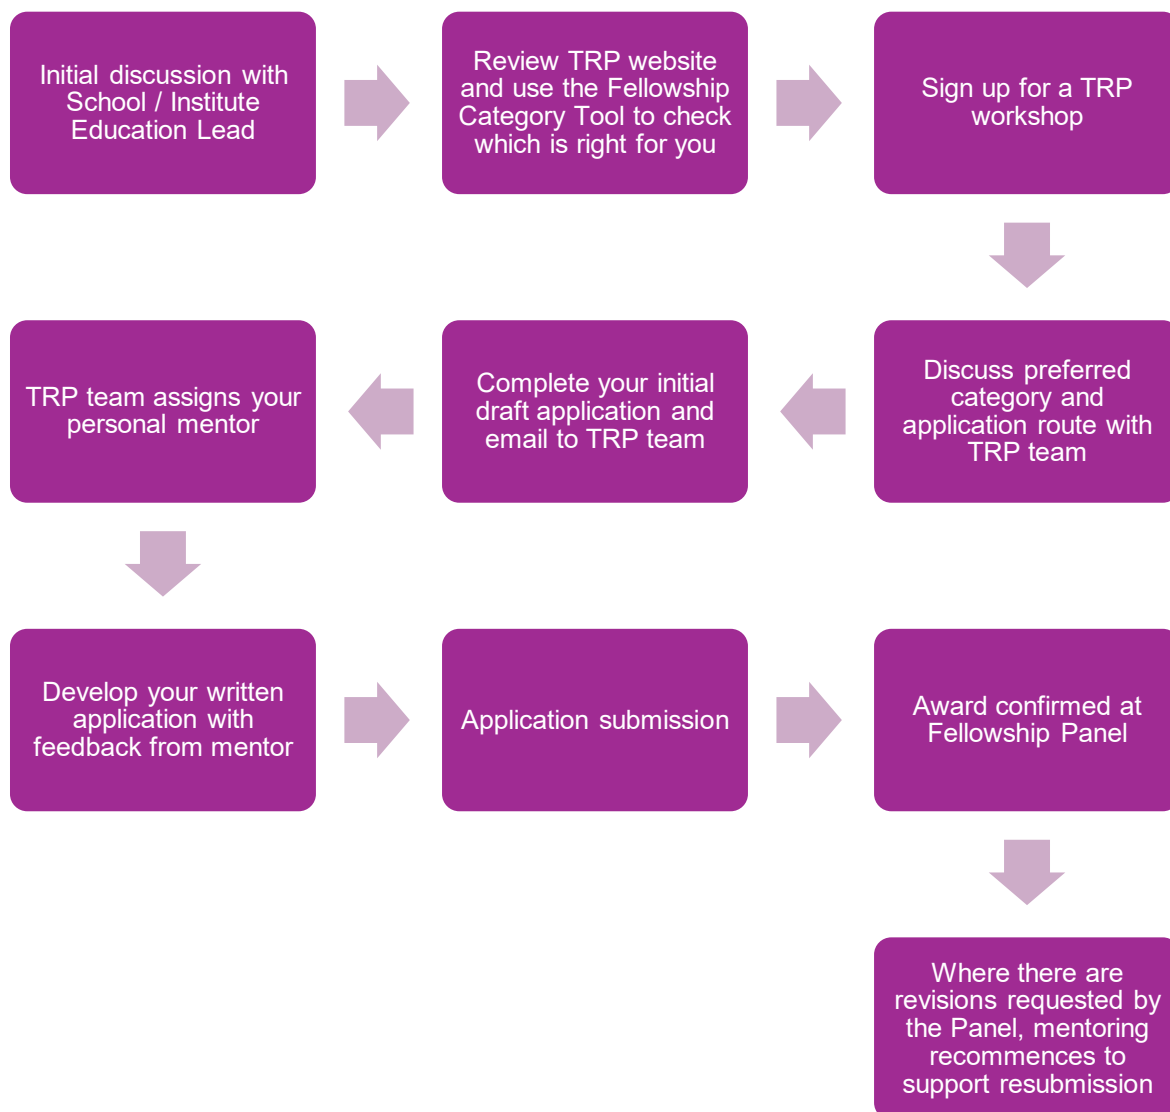 Initial discussion with
School / Institute
Education Lead
Review TRP website
and use the Fellowship
Category Tool to check
which is right for you
Sign up for a TRP
workshop
Discuss preferred
category and
application route with
TRP team
Complete your initial
draft application and
email to TRP team
TRP team assigns your
personal mentor
Develop your written
application with
feedback from mentor
Application submission
Award confirmed at
Fellowship Panel
Where there are
revisions requested by
the Panel, mentoring
recommences to
support resubmission